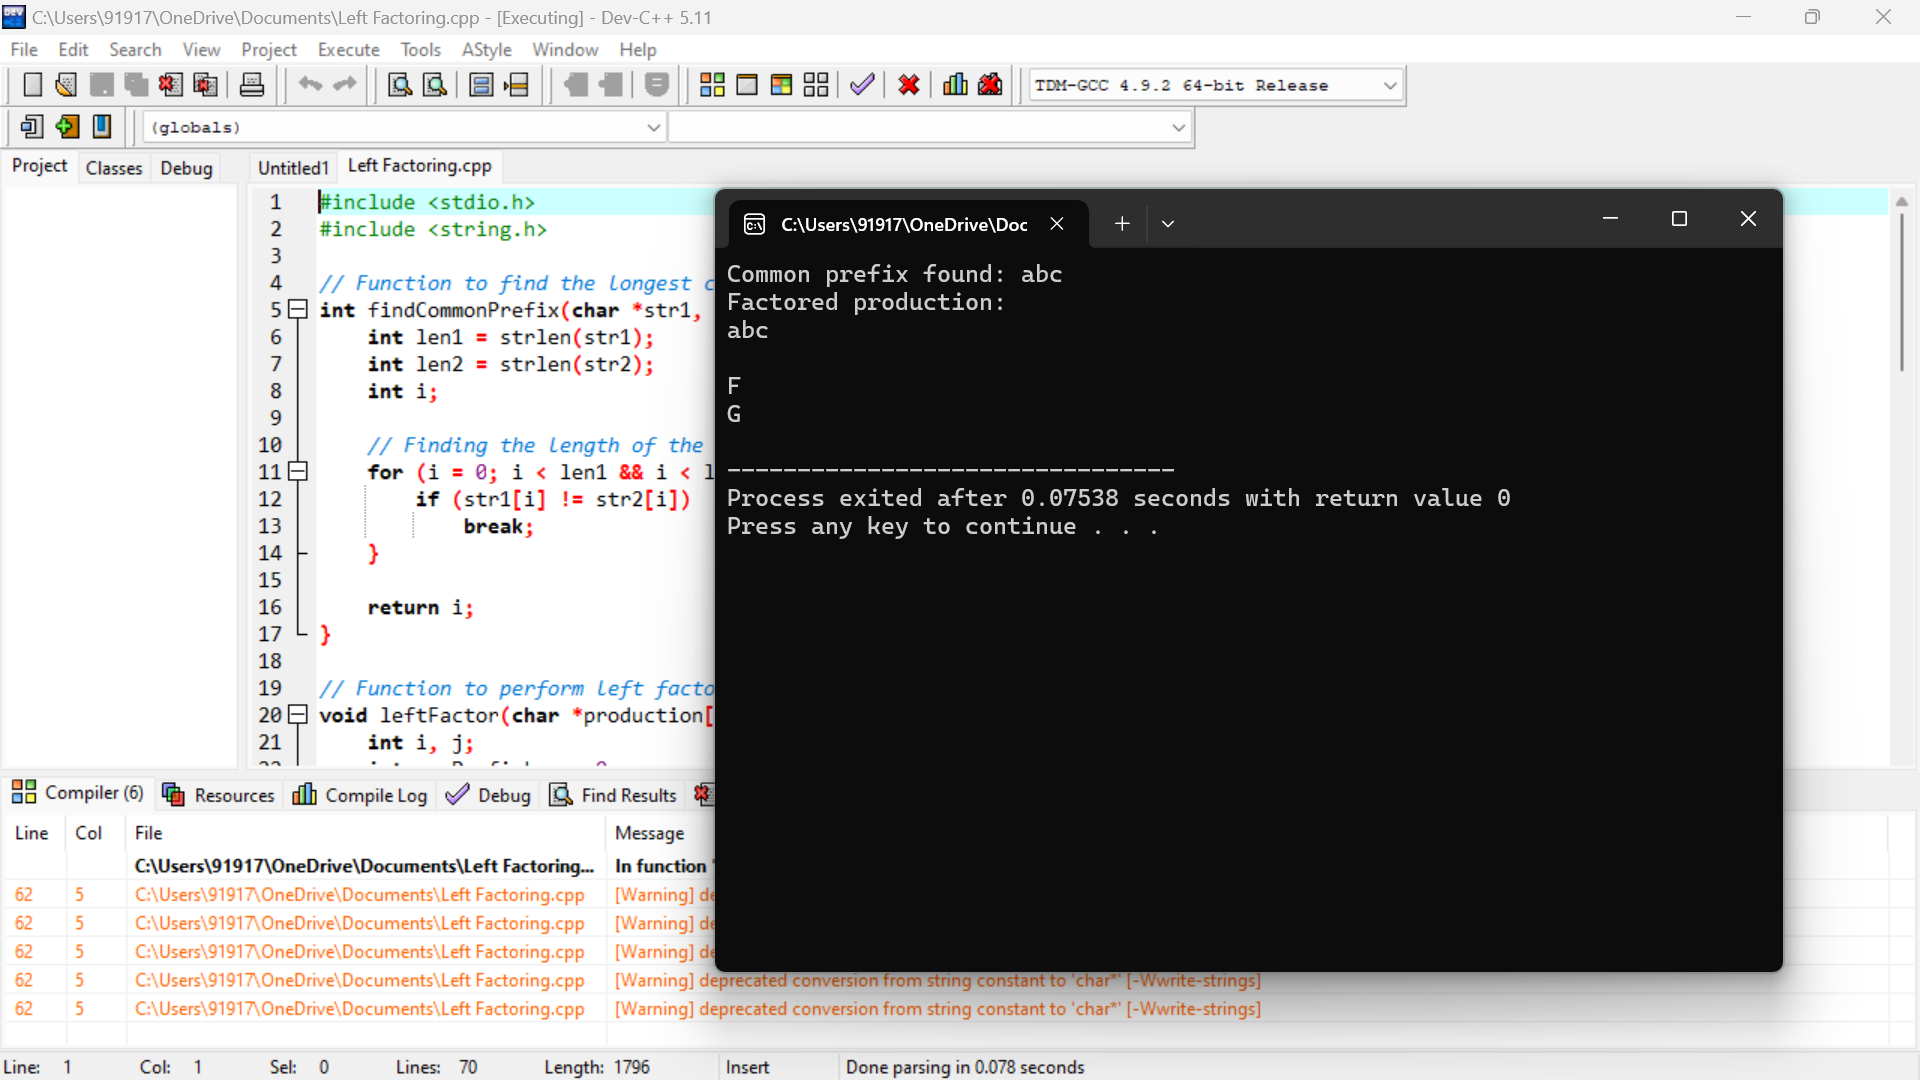 C:\Users\91917\OneDrive\Documents\Left Factoring.cpp - [Executing] - Dev-C++ 5.11
File Edit Search View Project Execute Tools AStyle Window Help
TDM-GCC 4.9.2 64-bit Release
(globals)
Project Classes Debug
Untitled1 Left Factoring.cpp
1 #include <stdio.h>
2 #include <string.h>
3
4 // Function to find the longest
5 int findCommonPrefix(char *str1,
6 int len1 = strlen(str1);
7 int len2 = strlen(str2);
8 int i;
9
10 // Finding the length of the
11 for (i = 0; i < len1 && i < l
12 if (str1[i] != str2[i])
13 break;
14 }
15
16 return i;
17 }
18
19 // Function to perform left facto
20 void leftFactor(char *production[
21 int i, j;
C:\Users\91917\OneDrive\Doc
Common prefix found: abc
Factored production:
abc
F
G
--------------------------------
Process exited after 0.07538 seconds with return value 0
Press any key to continue . . .
Compiler (6) Resources Compile Log Debug Find Results
Line Col File Message
C:\Users\91917\OneDrive\Documents\Left Factoring... In function '
62 5 C:\Users\91917\OneDrive\Documents\Left Factoring.cpp [Warning] de
62 5 C:\Users\91917\OneDrive\Documents\Left Factoring.cpp [Warning] de
62 5 C:\Users\91917\OneDrive\Documents\Left Factoring.cpp [Warning] de
62 5 C:\Users\91917\OneDrive\Documents\Left Factoring.cpp [Warning] deprecated conversion from string constant to 'char*' [-Wwrite-strings]
62 5 C:\Users\91917\OneDrive\Documents\Left Factoring.cpp [Warning] deprecated conversion from string constant to 'char*' [-Wwrite-strings]
Line: 1 Col: 1 Sel: 0 Lines: 70 Length: 1796 Insert Done parsing in 0.078 seconds